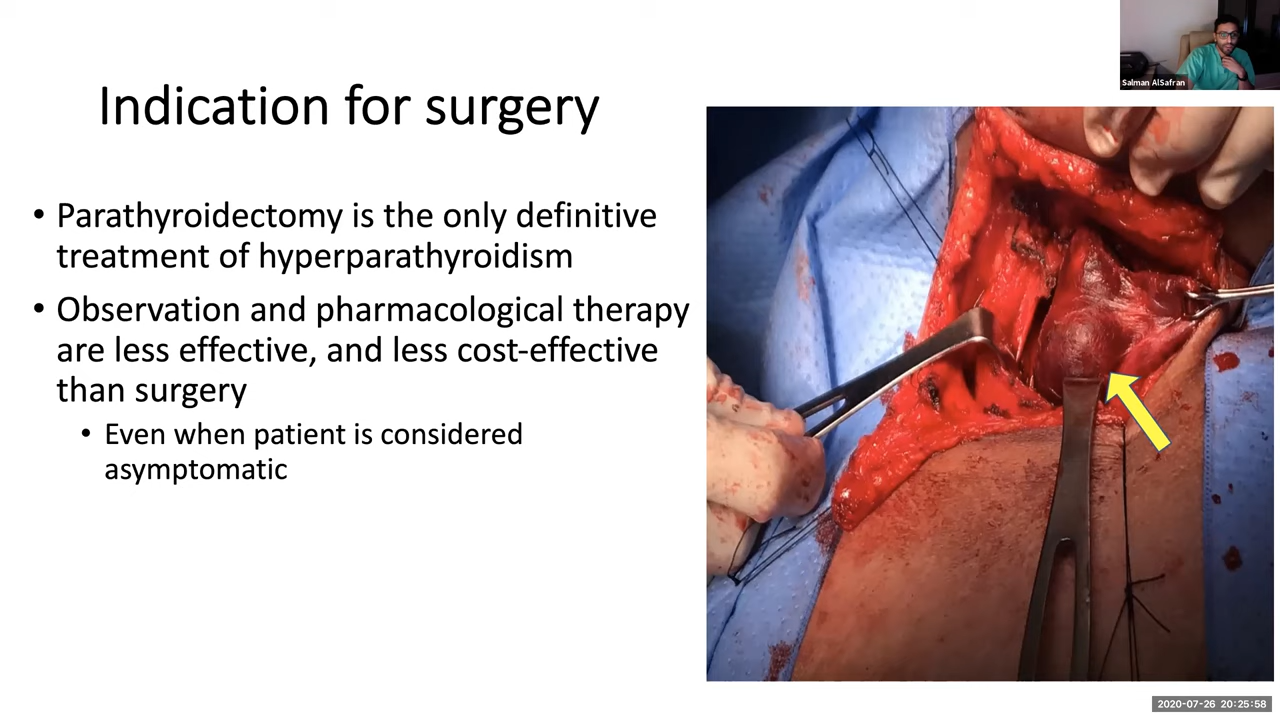 Salman AlSafran
Indication for surgery
• Parathyroidectomy is the only definitive
treatment of hyperparathyroidism
• Observation and pharmacological therapy
are less effective, and less cost-effective
than surgery
• Even when patient is considered
asymptomatic
2020-07-26 20:25:58